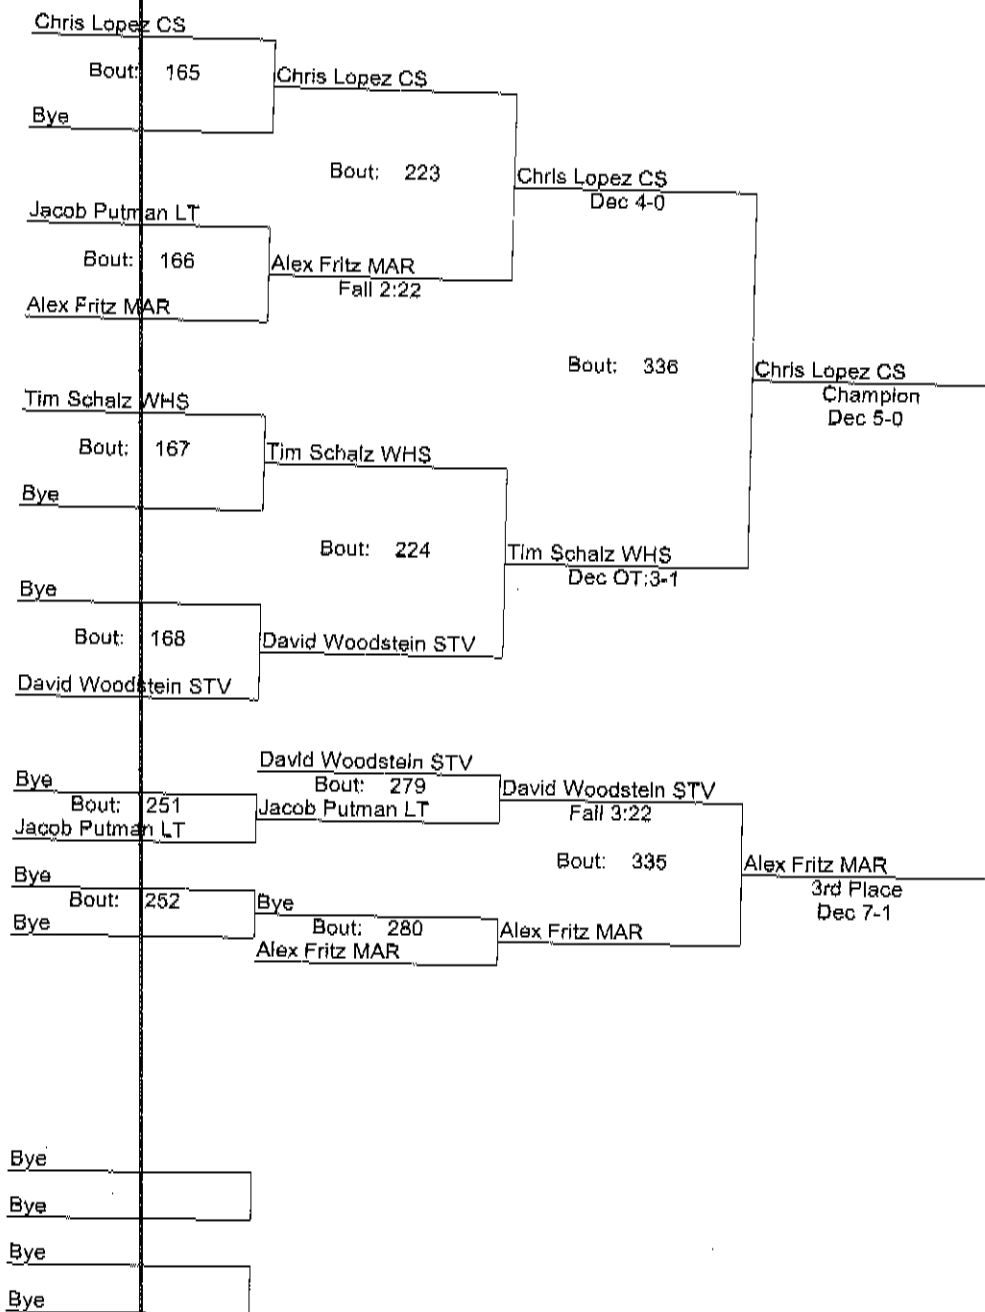 Chris Lopez CS
Bout: 165
Chris Lopez CS
Bye
Bout: 223
Chris Lopez CS
Dec 4-0
Jacob Putman LT
Bout: 166
Alex Fritz MAR
Fall 2:22
Alex Fritz MAR
Bout: 336
Chris Lopez CS
Champion
Dec 5-0
Tim Schalz WHS
Bout: 167
Tim Schalz WHS
Bye
Bout: 224
Tim Schalz WHS
Dec OT:3-1
Bye
Bout: 168
David Woodstein STV
David Woodstein STV
David Woodstein STV
Bye
Bout: 279
David Woodstein STV
Bout: 251
Jacob Putman LT
Fall 3:22
Jacob Putman LT
Bout: 335
Alex Fritz MAR
3rd Place
Dec 7-1
Bye
Bout: 252
Bye
Bye
Bout: 280
Alex Fritz MAR
Alex Fritz MAR
Bye
Bye
Bye
Bye